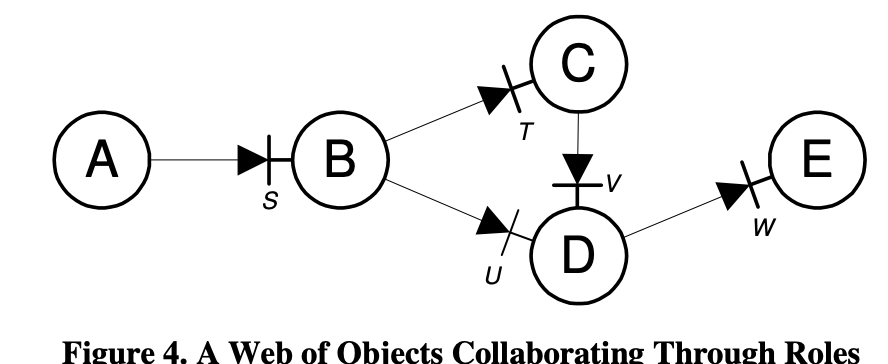 A
S
B
T
C
U
V
D
W
E
Figure 4. A Web of Objects Collaborating Through Roles